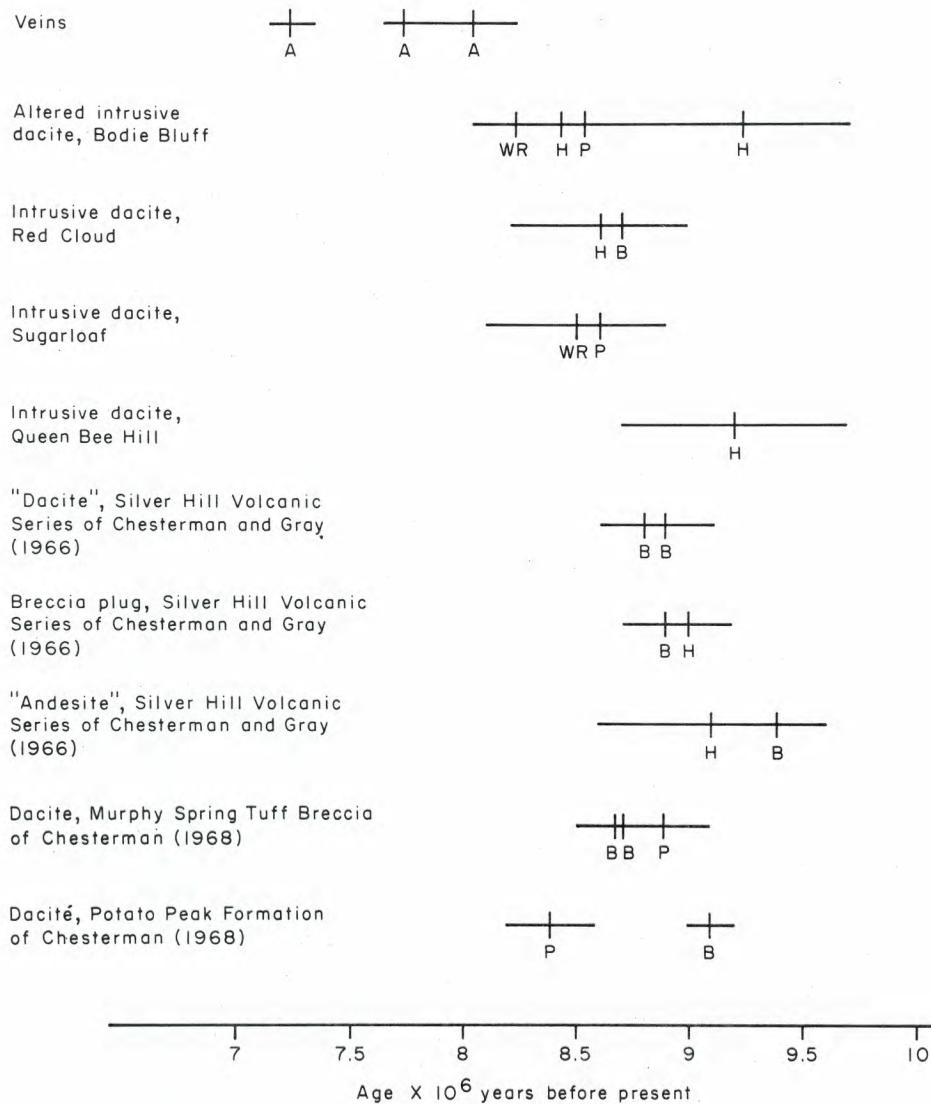 Veins
A A A
Altered intrusive
dacite, Bodie Bluff
WR H P H
Intrusive dacite,
Red Cloud
H B
Intrusive dacite,
Sugarloaf
WR P
Intrusive dacite,
Queen Bee Hill
H
"Dacite", Silver Hill Volcanic
Series of Chesterman and Gray
(1966)
B B
Breccia plug, Silver Hill Volcanic
Series of Chesterman and Gray
(1966)
B H
"Andesite", Silver Hill Volcanic
Series of Chesterman and Gray
(1966)
H B
Dacite, Murphy Spring Tuff Breccia
of Chesterman (1968)
B B P
Dacité, Potato Peak Formation
of Chesterman (1968)
P B
7 7.5 8 8.5 9 9.5 10
Age X 10⁶ years before present